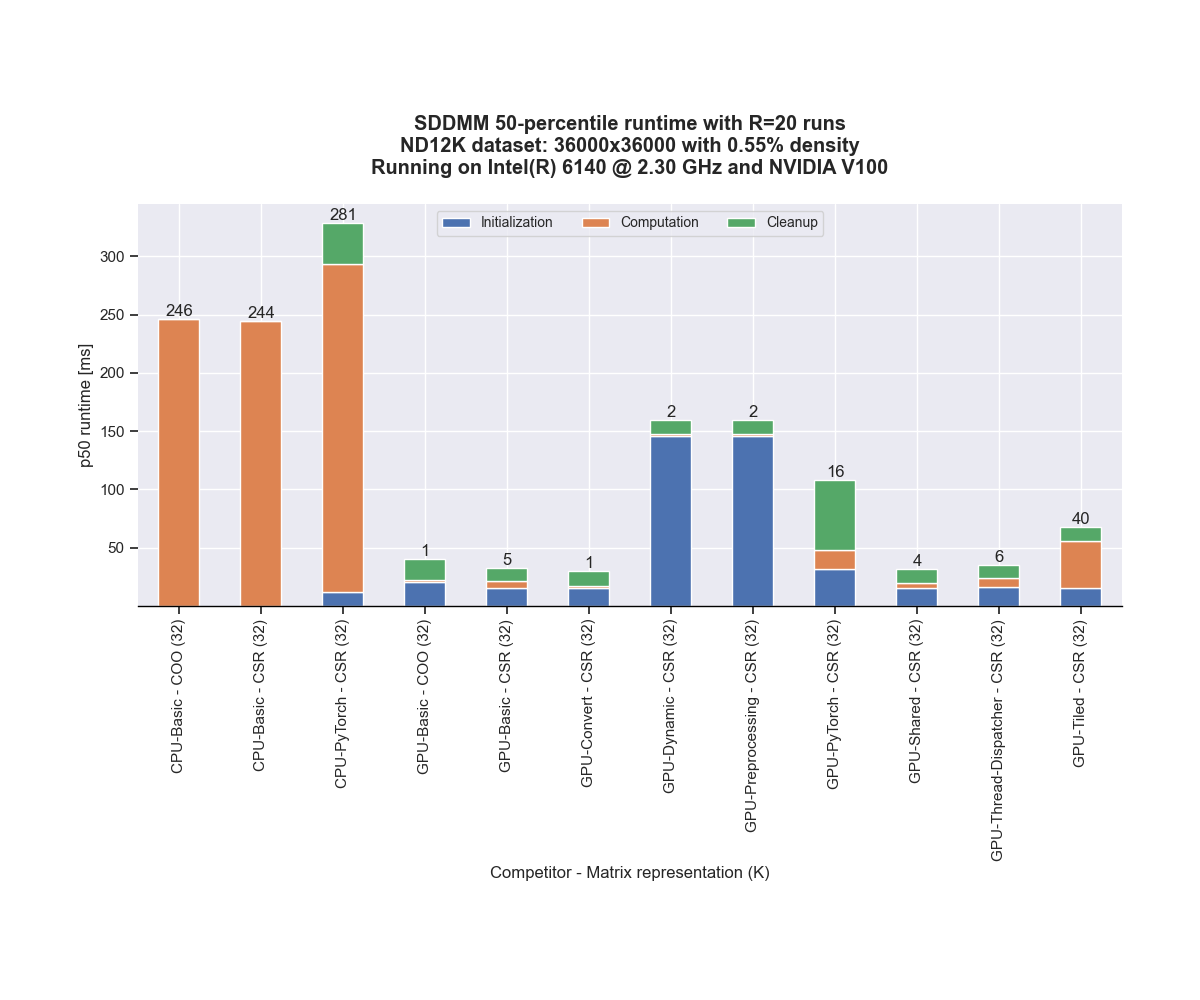 SDDMM 50-percentile runtime with R=20 runs
ND12K dataset: 36000x36000 with 0.55% density
Running on Intel(R) 6140 @ 2.30 GHz and NVIDIA V100
Initialization Computation Cleanup
p50 runtime [ms]
300
250
200
150
100
50
246
244
281
1
5
1
2
2
16
4
6
40
CPU-Basic - COO (32)
CPU-Basic - CSR (32)
CPU-PyTorch - CSR (32)
GPU-Basic - COO (32)
GPU-Basic - CSR (32)
GPU-Convert - CSR (32)
GPU-Dynamic - CSR (32)
GPU-Preprocessing - CSR (32)
GPU-PyTorch - CSR (32)
GPU-Shared - CSR (32)
GPU-Thread-Dispatcher - CSR (32)
GPU-Tiled - CSR (32)
Competitor - Matrix representation (K)